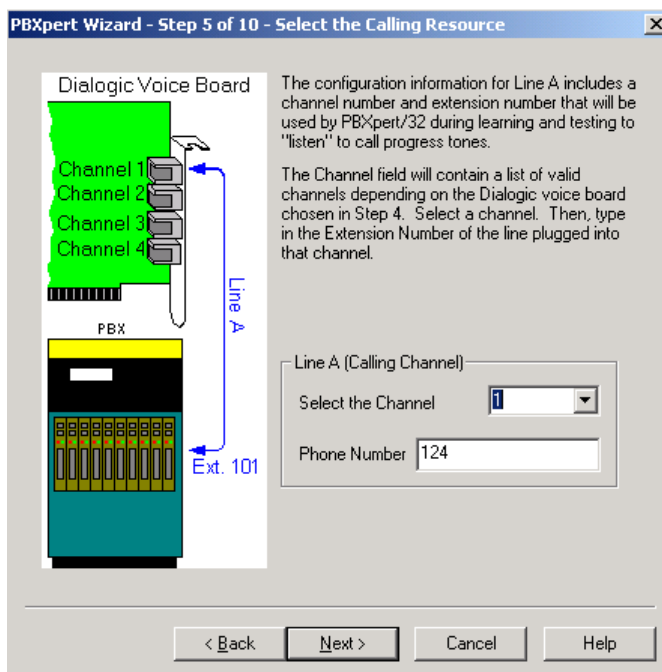 PBXpert Wizard - Step 5 of 10 - Select the Calling Resource
Dialogic Voice Board
Channel 1
Channel 2
Channel 3
Channel 4
Line A
PBX
Ext. 101
The configuration information for Line A includes a
channel number and extension number that will be
used by PBXpert/32 during learning and testing to
"listen" to call progress tones.
The Channel field will contain a list of valid
channels depending on the Dialogic voice board
chosen in Step 4. Select a channel. Then, type
in the Extension Number of the line plugged into
that channel.
Line A (Calling Channel)
Select the Channel 1
Phone Number 124
< Back Next > Cancel Help